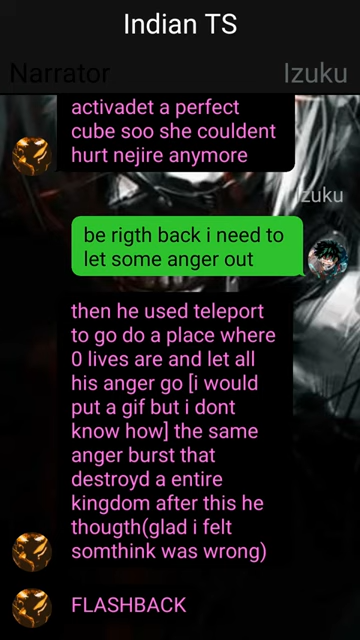 Indian TS
Narrator
Izuku
activadet a perfect
cube soo she couldent
hurt nejire anymore
Izuku
be rigth back i need to
let some anger out
then he used teleport
to go do a place where
0 lives are and let all
his anger go [i would
put a gif but i dont
know how] the same
anger burst that
destroyd a entire
kingdom after this he
thougth(glad i felt
somthink was wrong)
FLASHBACK